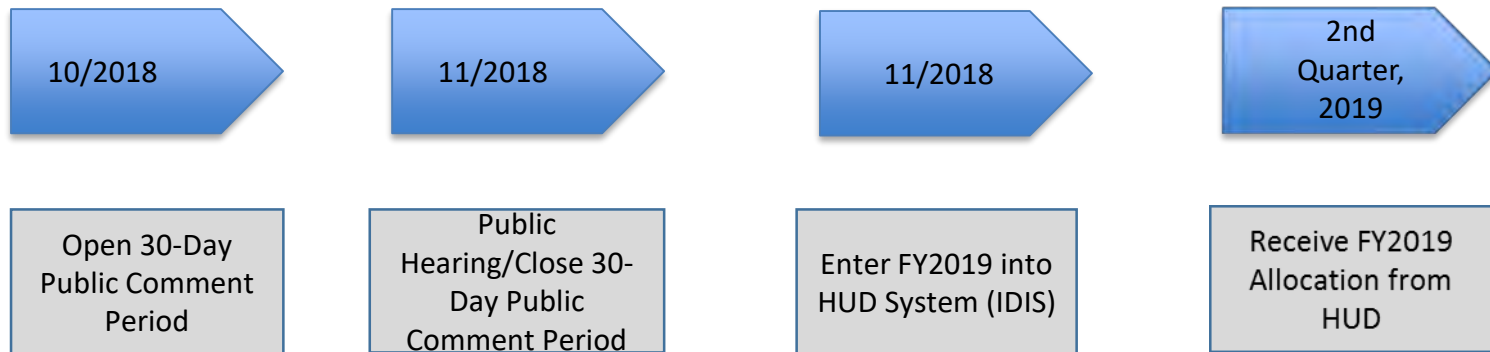 10/2018
11/2018
11/2018
2nd
Quarter,
2019
Open 30-Day
Public Comment
Period
Public
Hearing/Close 30-
Day Public
Comment Period
Enter FY2019 into
HUD System (IDIS)
Receive FY2019
Allocation from
HUD